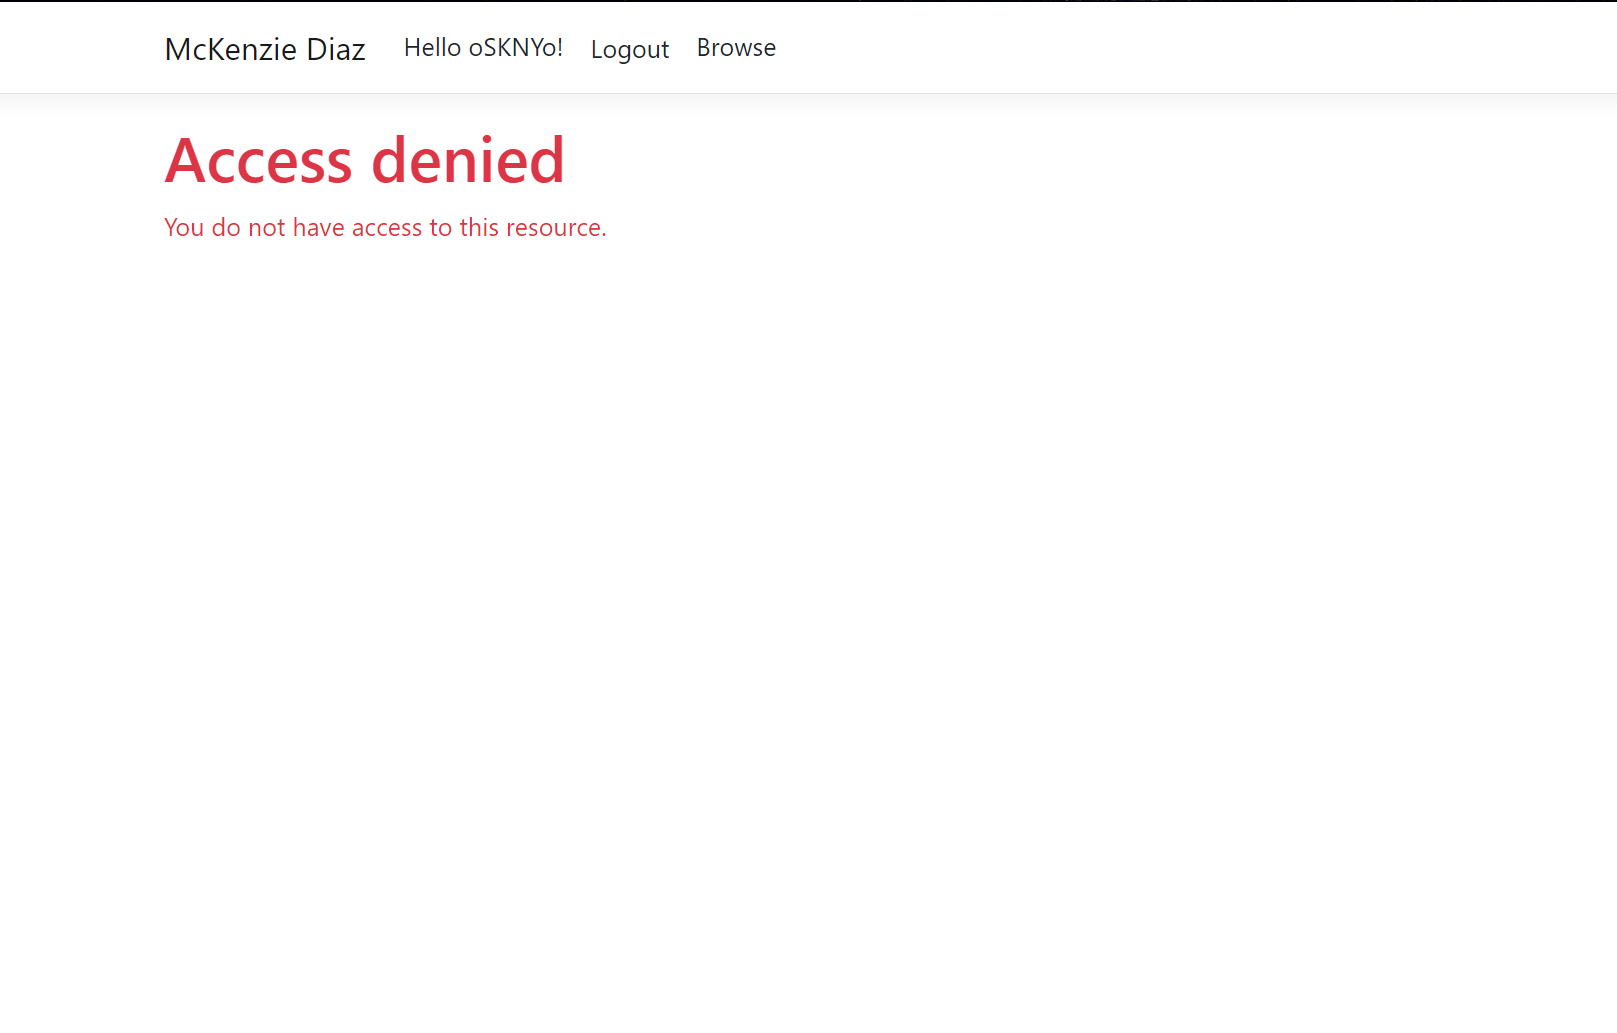 McKenzie Diaz Hello oSKNYo! Logout Browse
Access denied
You do not have access to this resource.